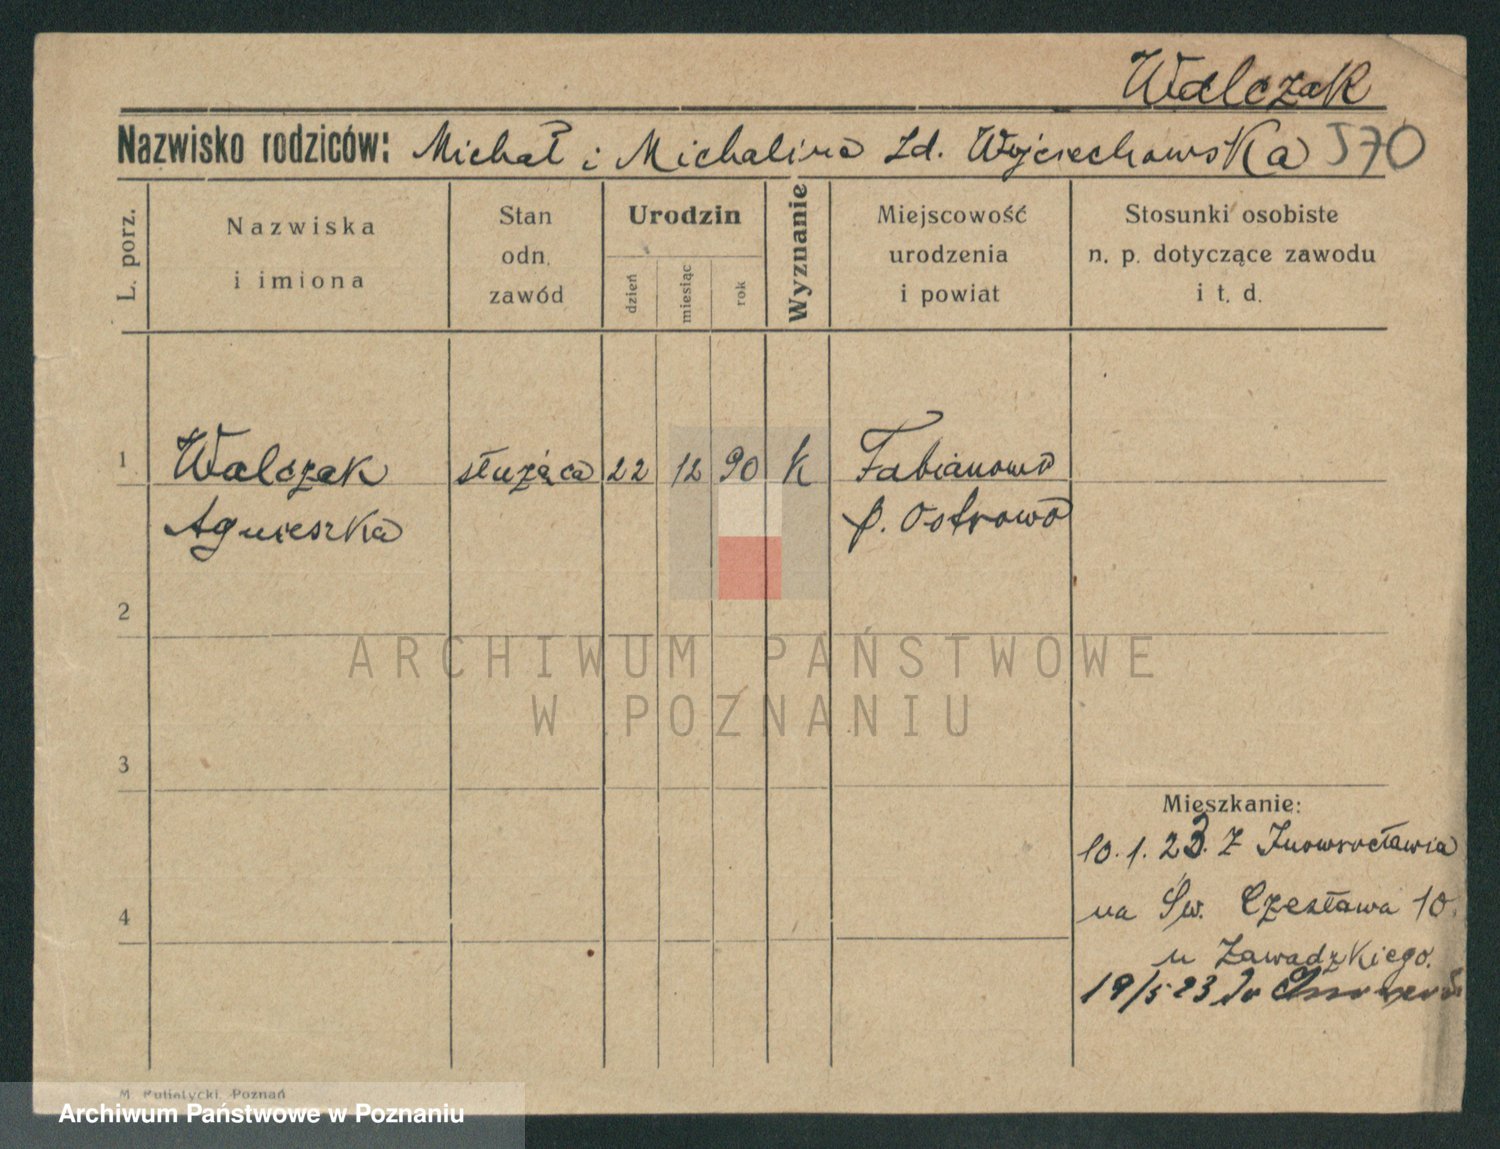 Walczak
Nazwisko rodziców: Michał i Michalina zd. Wojciechowska 570
L. porz.
Nazwiska
i imiona
Stan
odn.
zawód
Urodzin
dzień
miesiąc
rok
Wyznanie
Miejscowość
urodzenia
i powiat
Stosunki osobiste
n. p. dotyczące zawodu
i t. d.
1 Walczak służąca 22 12 90 k Fabianowo
Agnieszka p. Ostrowo
2
ARCHIWUM PAŃSTWOWE
W POZNANIU
3
Mieszkanie:
10.1.23. z Inowrocławia
4
na Św. Czesława 10.
u Zawadzkiego.
19/5 23 do
M. Putiatycki, Poznań
Archiwum Państwowe w Poznaniu